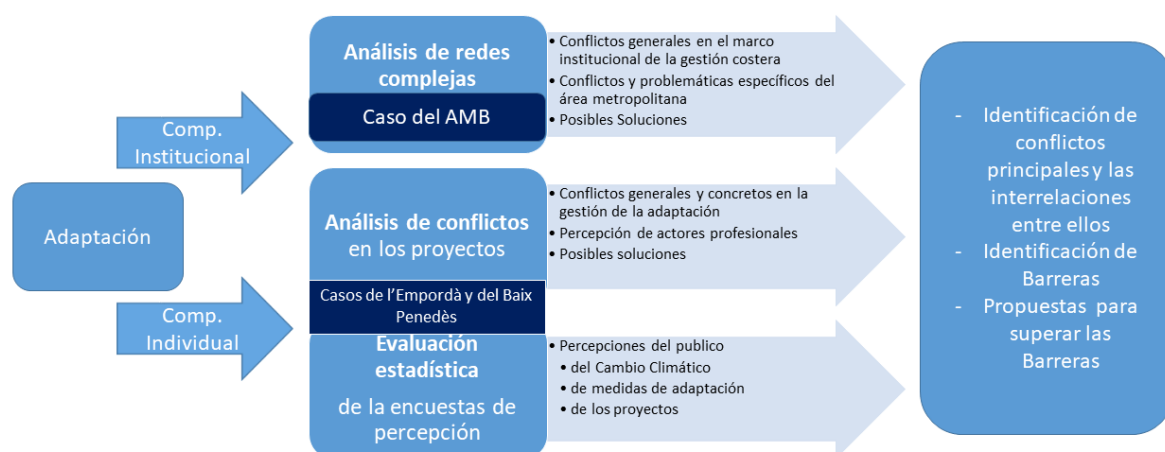 Adaptación
Comp.
Institucional
Comp.
Individual
Análisis de redes
complejas
Caso del AMB
• Conflictos generales en el marco
institucional de la gestión costera
• Conflictos y problemáticas específicos del
área metropolitana
• Posibles Soluciones
Análisis de conflictos
en los proyectos
Casos de l'Empordà y del Baix
Penedès
• Conflictos generales y concretos en la
gestión de la adaptación
• Percepción de actores profesionales
• Posibles soluciones
Evaluación
estadística
de la encuestas de
percepción
• Percepciones del publico
• del Cambio Climático
• de medidas de adaptación
• de los proyectos
- Identificación de
conflictos
principales y las
interrelaciones
entre ellos
- Identificación de
Barreras
- Propuestas para
superar las
Barreras